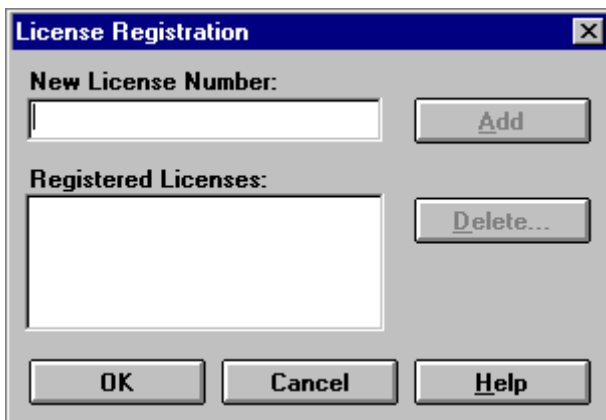 License Registration
New License Number:
Add
Registered Licenses:
Delete...
OK
Cancel
Help